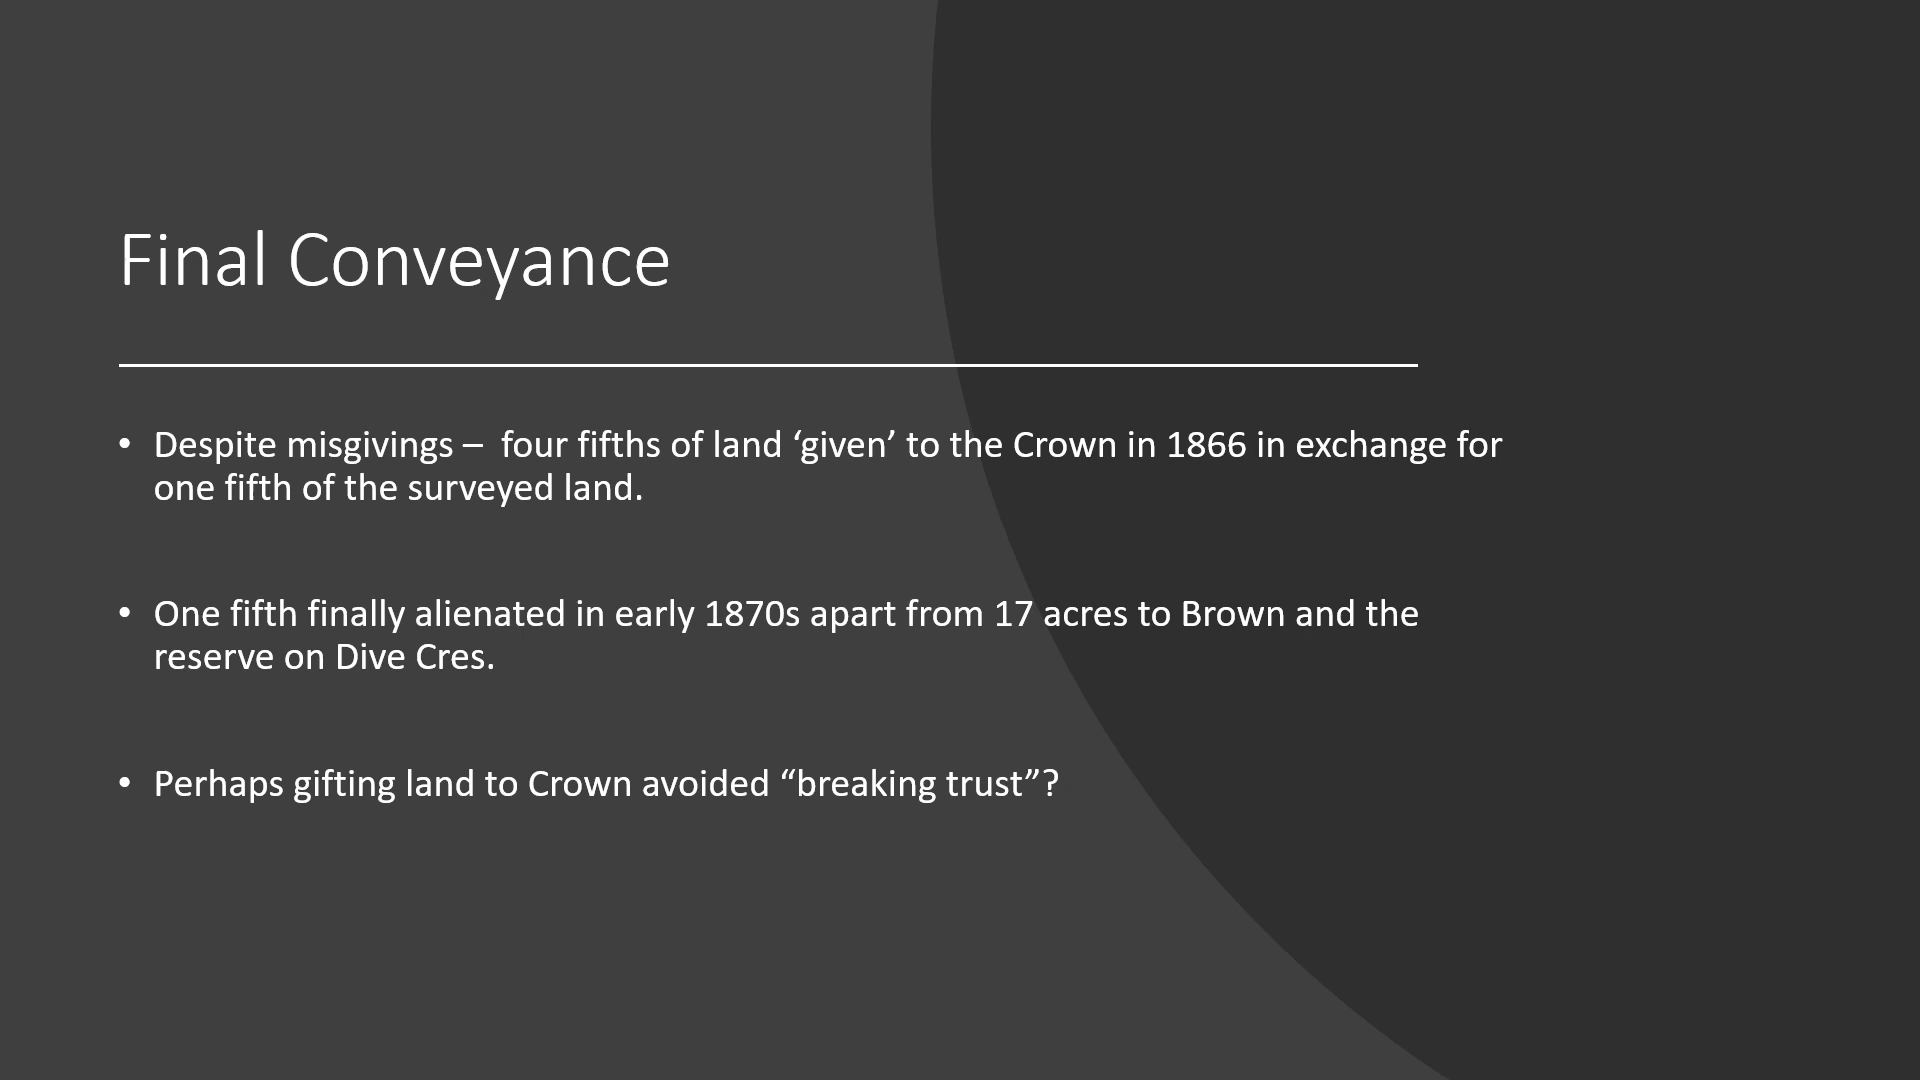 Final Conveyance
• Despite misgivings –  four fifths of land ‘given’ to the Crown in 1866 in exchange for
one fifth of the surveyed land.
• One fifth finally alienated in early 1870s apart from 17 acres to Brown and the
reserve on Dive Cres.
• Perhaps gifting land to Crown avoided “breaking trust”?